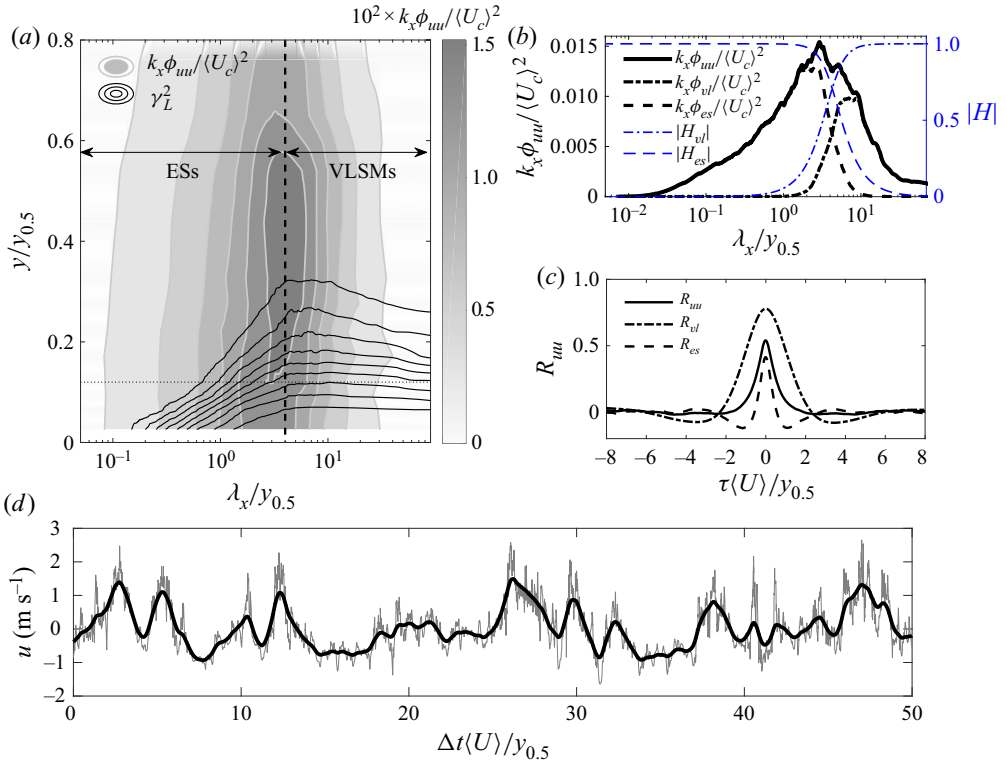 (a)
10² × kₓϕᵤᵤ/⟨U_c⟩²
0.8
0.6
0.4
0.2
0
y/y₀.₅
kₓϕᵤᵤ/⟨U_c⟩²
γ_L²
ESs
VLSMs
10⁻¹
10⁰
10¹
λₓ/y₀.₅
1.5
1.0
0.5
0
(b)
0.015
0.010
0.005
0
kₓϕᵤᵤ/⟨U_c⟩²
kₓϕᵤᵤ/⟨U_c⟩²
kₓϕ_vl/⟨U_c⟩²
kₓϕ_es/⟨U_c⟩²
|H_vl|
|H_es|
1.0
0.5
0
|H|
10⁻²
10⁻¹
10⁰
10¹
λₓ/y₀.₅
(c)
1.0
0.5
0
Rᵤᵤ
Rᵤᵤ
R_vl
R_es
−8 −6 −4 −2 0 2 4 6 8
τ⟨U⟩/y₀.₅
(d)
3
2
1
0
−1
−2
u (m s⁻¹)
0 10 20 30 40 50
Δt⟨U⟩/y₀.₅